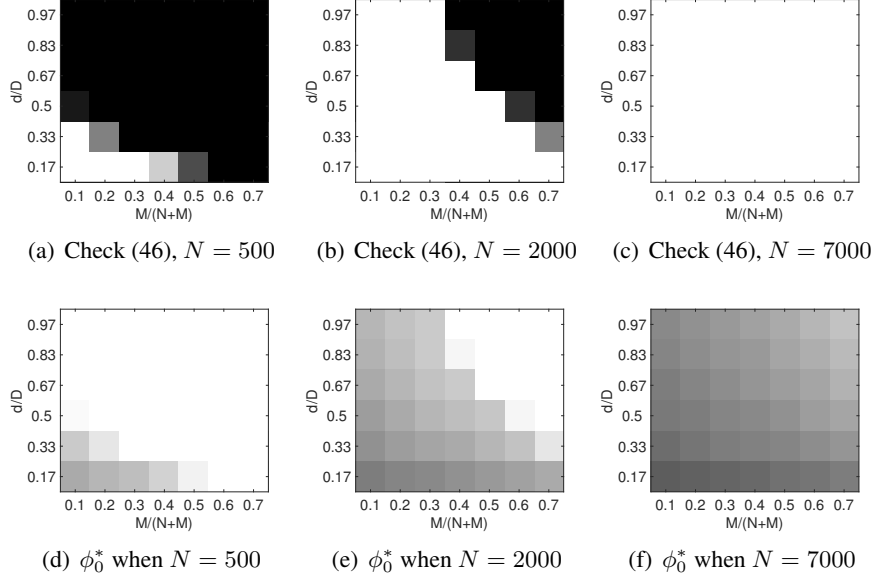 0.97
0.83
0.67
0.5
0.33
0.17
d/D
0.1 0.2 0.3 0.4 0.5 0.6 0.7
M/(N+M)
(a) Check (46), N = 500
0.97
0.83
0.67
0.5
0.33
0.17
d/D
0.1 0.2 0.3 0.4 0.5 0.6 0.7
M/(N+M)
(b) Check (46), N = 2000
0.97
0.83
0.67
0.5
0.33
0.17
d/D
0.1 0.2 0.3 0.4 0.5 0.6 0.7
M/(N+M)
(c) Check (46), N = 7000
0.97
0.83
0.67
0.5
0.33
0.17
d/D
0.1 0.2 0.3 0.4 0.5 0.6 0.7
M/(N+M)
(d) ϕ₀* when N = 500
0.97
0.83
0.67
0.5
0.33
0.17
d/D
0.1 0.2 0.3 0.4 0.5 0.6 0.7
M/(N+M)
(e) ϕ₀* when N = 2000
0.97
0.83
0.67
0.5
0.33
0.17
d/D
0.1 0.2 0.3 0.4 0.5 0.6 0.7
M/(N+M)
(f) ϕ₀* when N = 7000